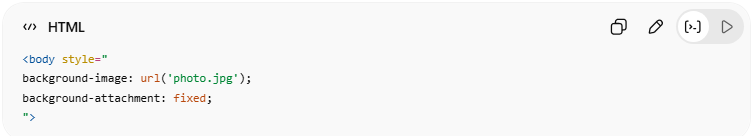 </> HTML
<body style="
background-image: url('photo.jpg');
background-attachment: fixed;
">